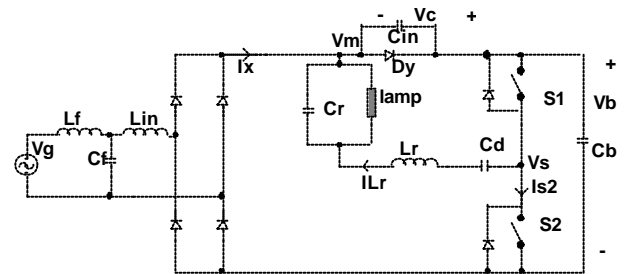 - Vc +
Vm Cin
Ix Dy
+
S1
Vb
Cr lamp
Lf Lin
Vg Cf
Lr Cd Vs Cb
ILr Is2
S2
-